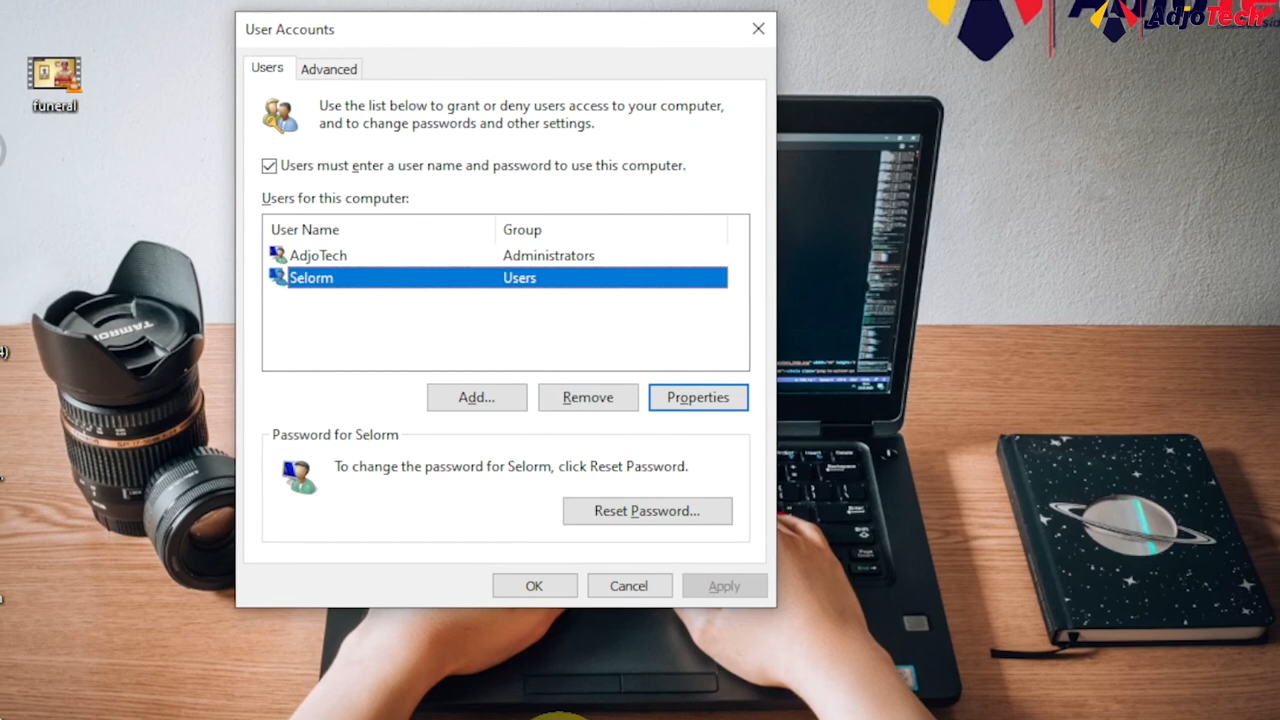 User Accounts
Users
Advanced
Use the list below to grant or deny users access to your computer,
and to change passwords and other settings.
Users must enter a user name and password to use this computer.
Users for this computer:
User Name
Group
AdjoTech
Administrators
Selorm
Users
Add...
Remove
Properties
Password for Selorm
To change the password for Selorm, click Reset Password.
Reset Password...
OK
Cancel
Apply
funeral
AdjoTech
TAMRON